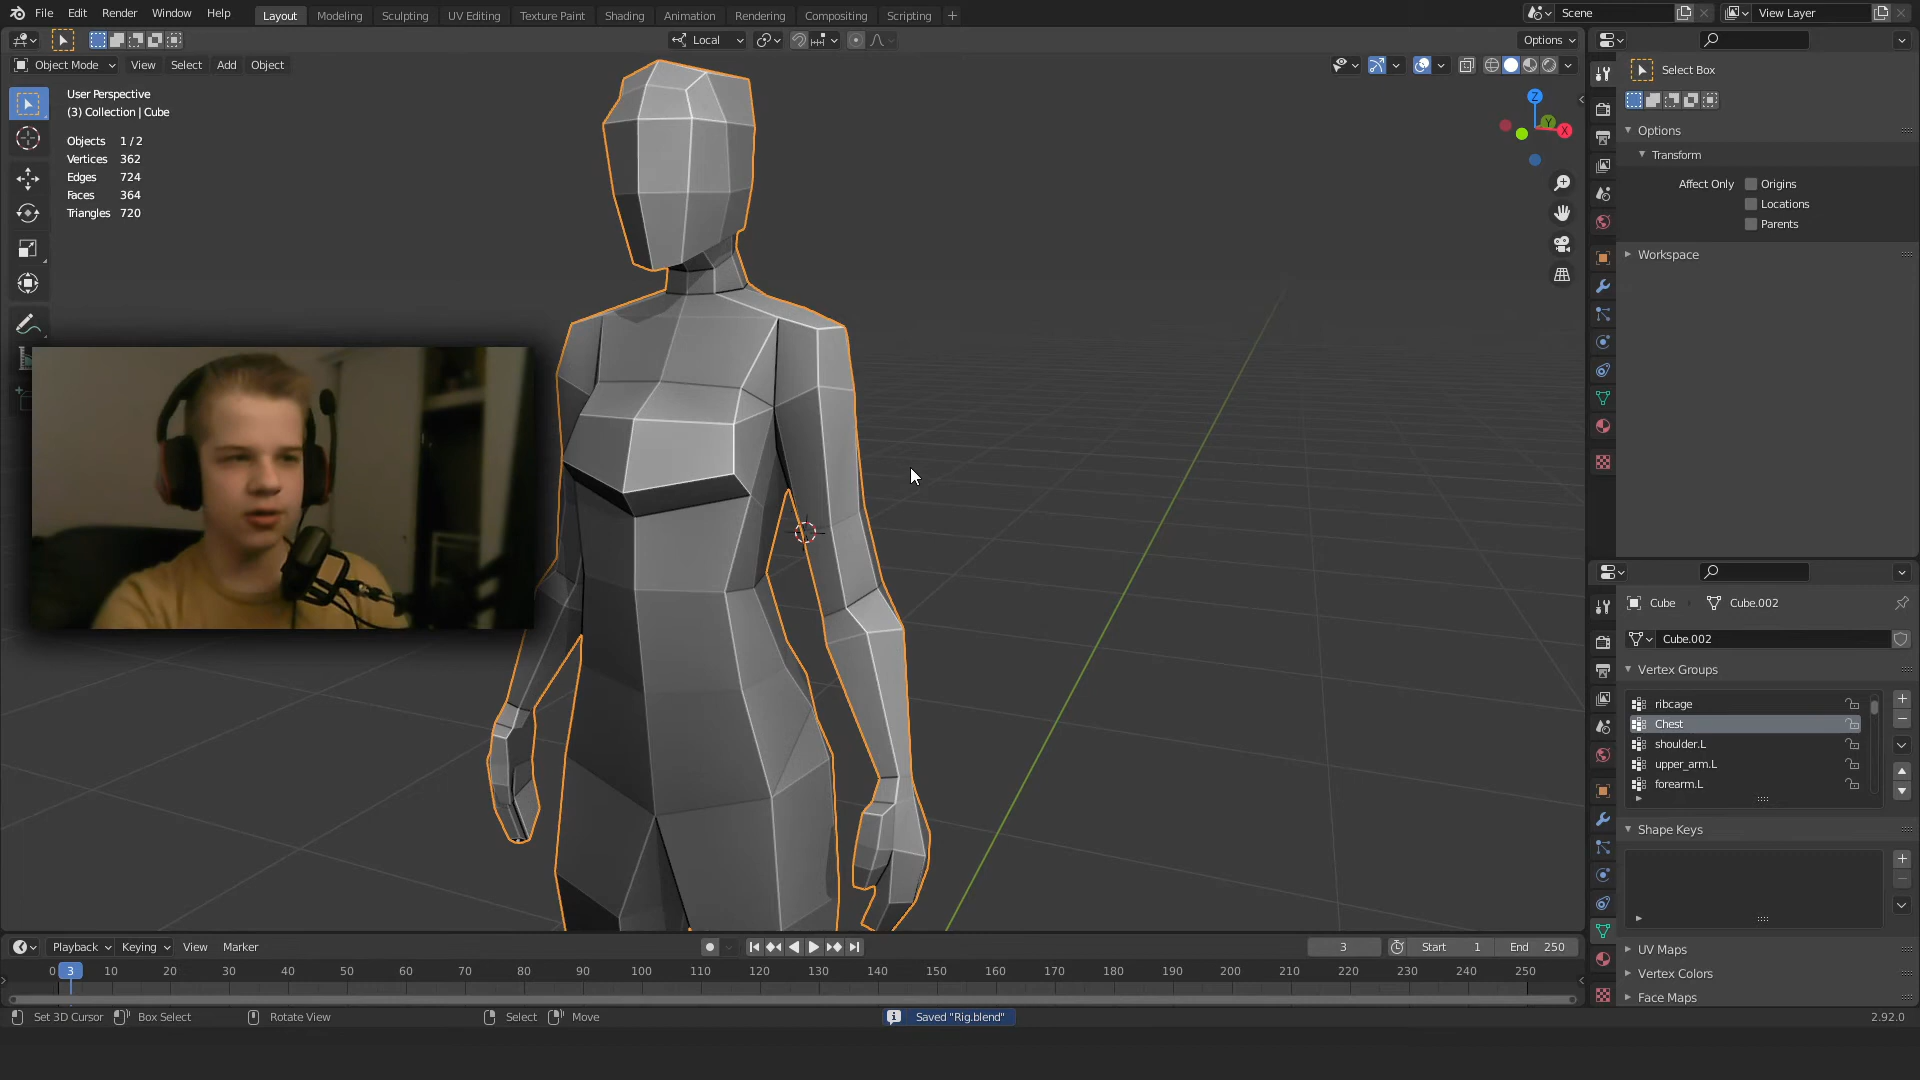 File Edit Render Window Help
Layout Modeling Sculpting UV Editing Texture Paint Shading Animation Rendering Compositing Scripting +
Scene
View Layer
Local
Options
Select Box
Object Mode View Select Add Object
User Perspective
(3) Collection | Cube
Objects 1 / 2
Vertices 362
Edges 724
Faces 364
Triangles 720
Z
Y
X
Options
Transform
Affect Only Origins
Locations
Parents
Workspace
Cube Cube.002
Cube.002
Vertex Groups
ribcage
Chest
shoulder.L
upper_arm.L
forearm.L
Shape Keys
UV Maps
Vertex Colors
Face Maps
Playback Keying View Marker
3 Start 1 End 250
0 3 10 20 30 40 50 60 70 80 90 100 110 120 130 140 150 160 170 180 190 200 210 220 230 240 250
Set 3D Cursor Box Select Rotate View Select Move Saved "Rig.blend" 2.92.0